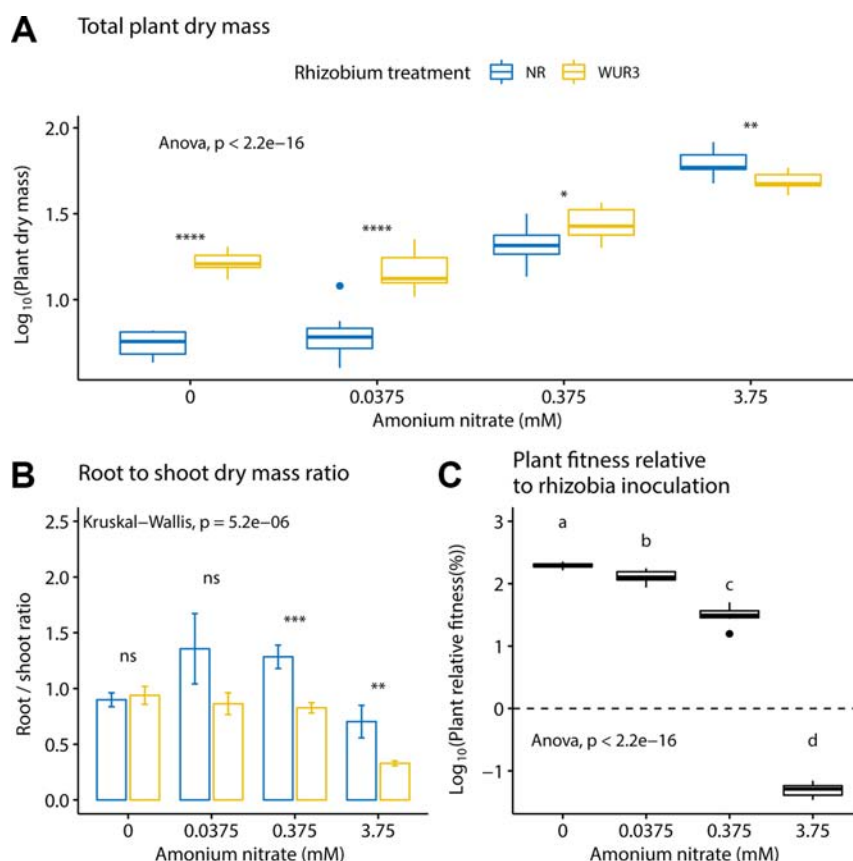 A Total plant dry mass
Rhizobium treatment NR WUR3
Log10(Plant dry mass)
2.0
1.5
1.0
Anova, p < 2.2e−16
****
****
*
**
0 0.0375 0.375 3.75
Amonium nitrate (mM)
B Root to shoot dry mass ratio
Root / shoot ratio
2.5
2.0
1.5
1.0
0.5
0.0
Kruskal−Wallis, p = 5.2e−06
ns
ns
***
**
0 0.0375 0.375 3.75
Amonium nitrate (mM)
C Plant fitness relative
to rhizobia inoculation
Log10(Plant relative fitness(%))
3
2
1
0
−1
a
b
c
d
Anova, p < 2.2e−16
0 0.0375 0.375 3.75
Amonium nitrate (mM)